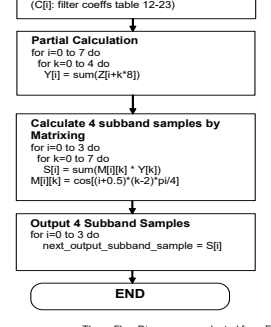 (C[i]: filter coeffs table 12-23)
Partial Calculation
for i=0 to 7 do
for k=0 to 4 do
Y[i] = sum(Z[i+k*8])
Calculate 4 subband samples by
Matrixing
for i=0 to 3 do
for k=0 to 7 do
S[i] = sum(M[i][k] * Y[k])
M[i][k] = cos[(i+0.5)*(k-2)*pi/4]
Output 4 Subband Samples
for i=0 to 3 do
next_output_subband_sample = S[i]
END